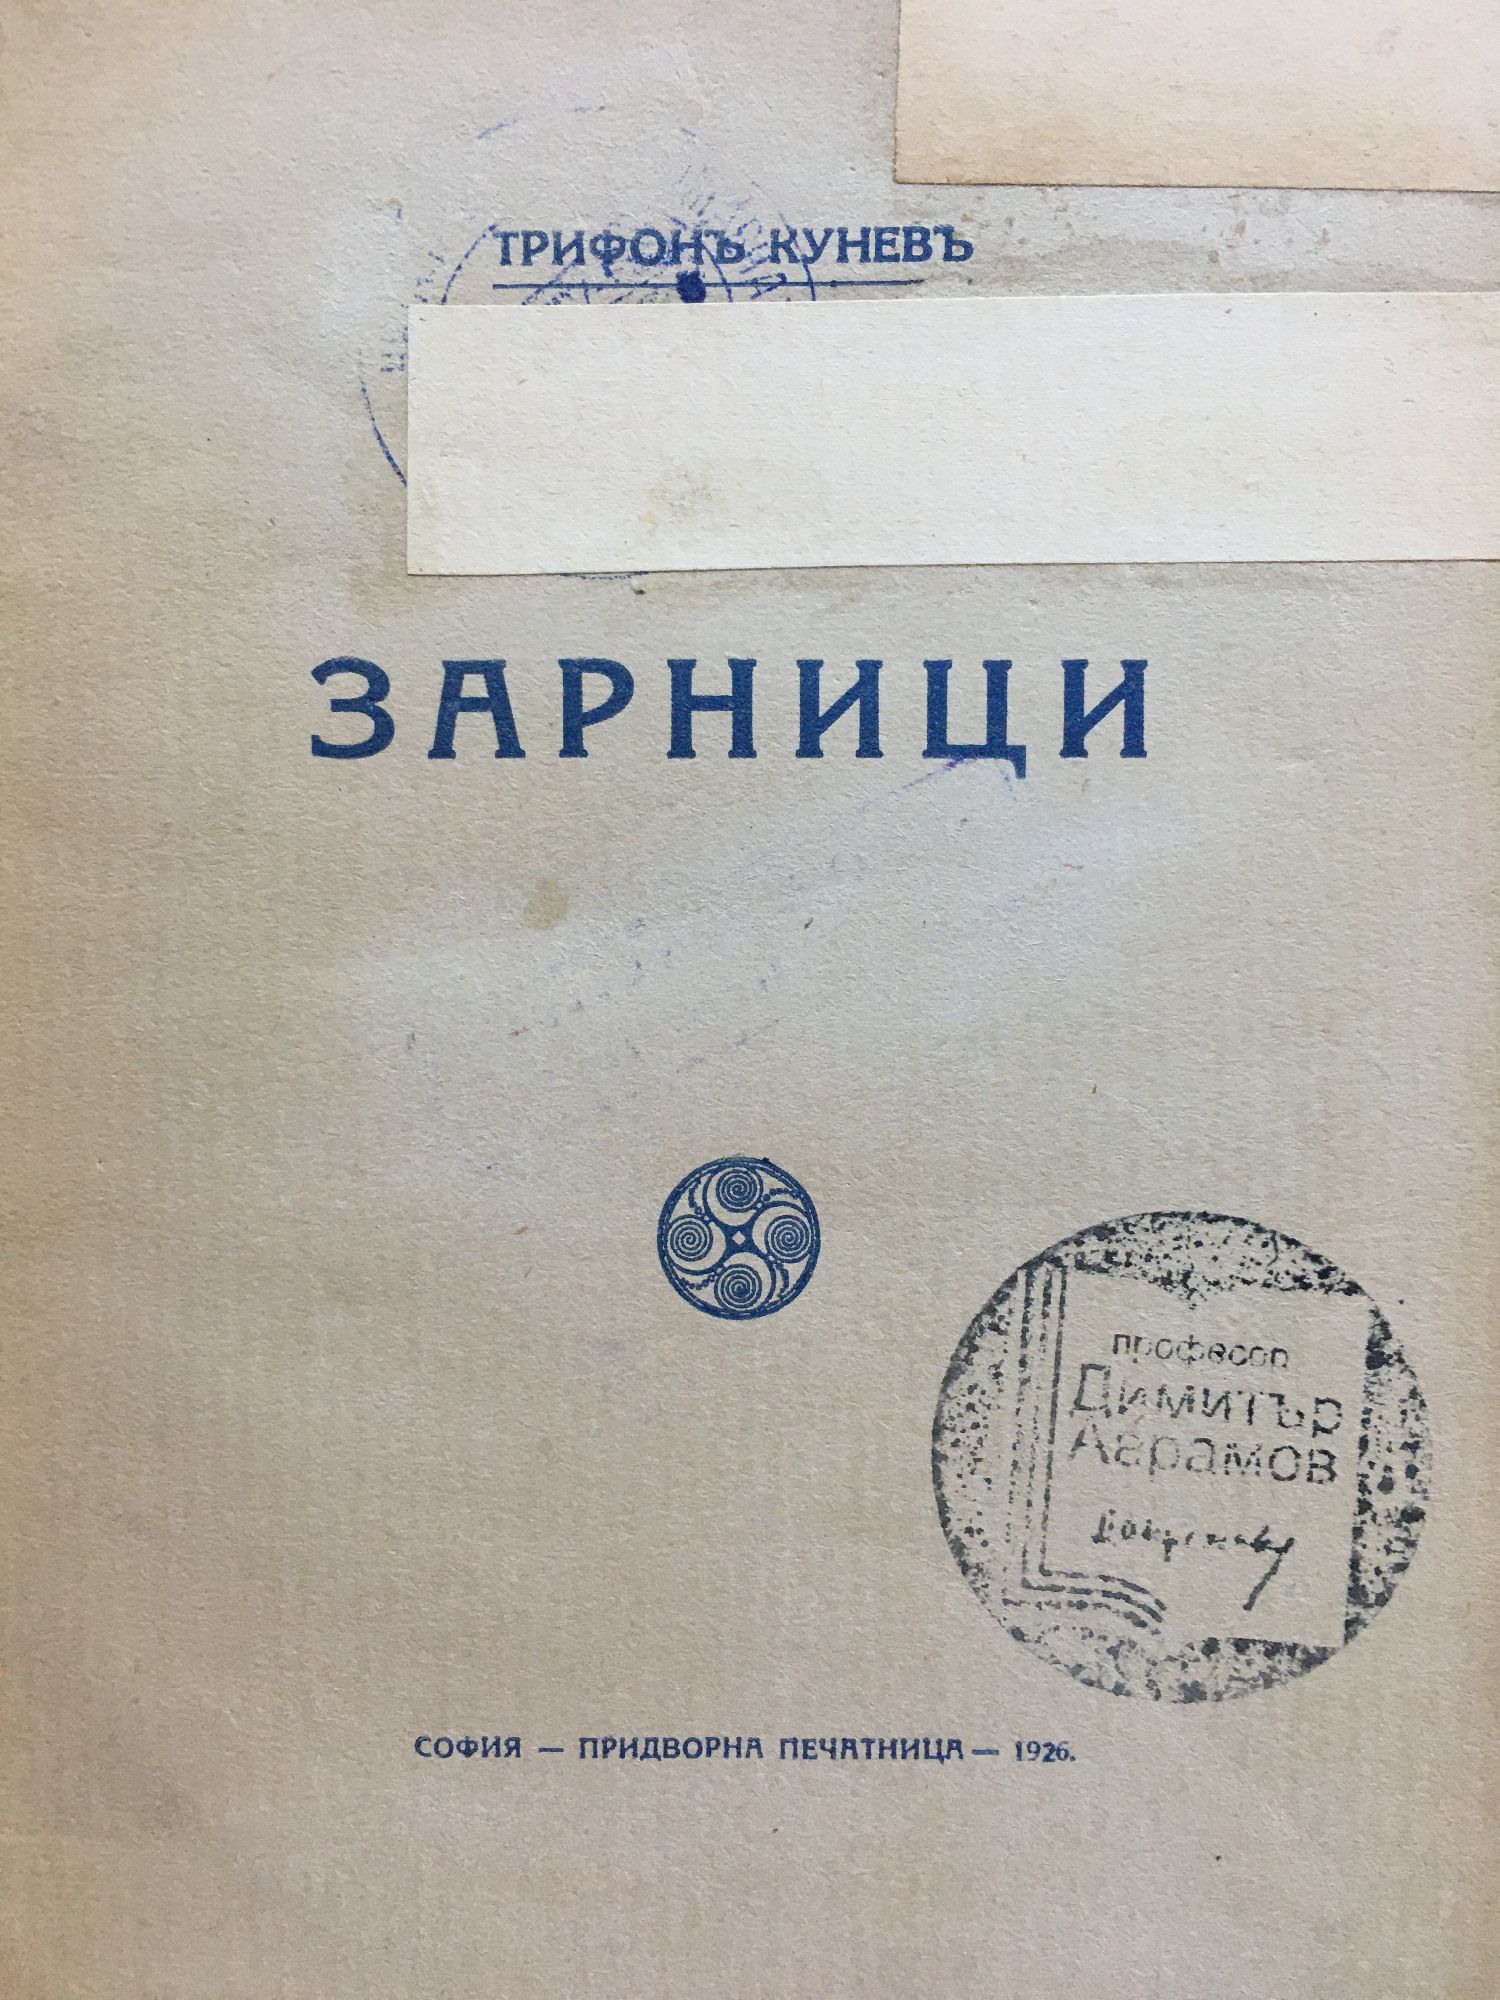 ТРИФОНЪ КУНЕВЪ
ЗАРНИЦИ
професор
Димитър
Аврамов
СОФИЯ — ПРИДВОРНА ПЕЧАТНИЦА — 1926.